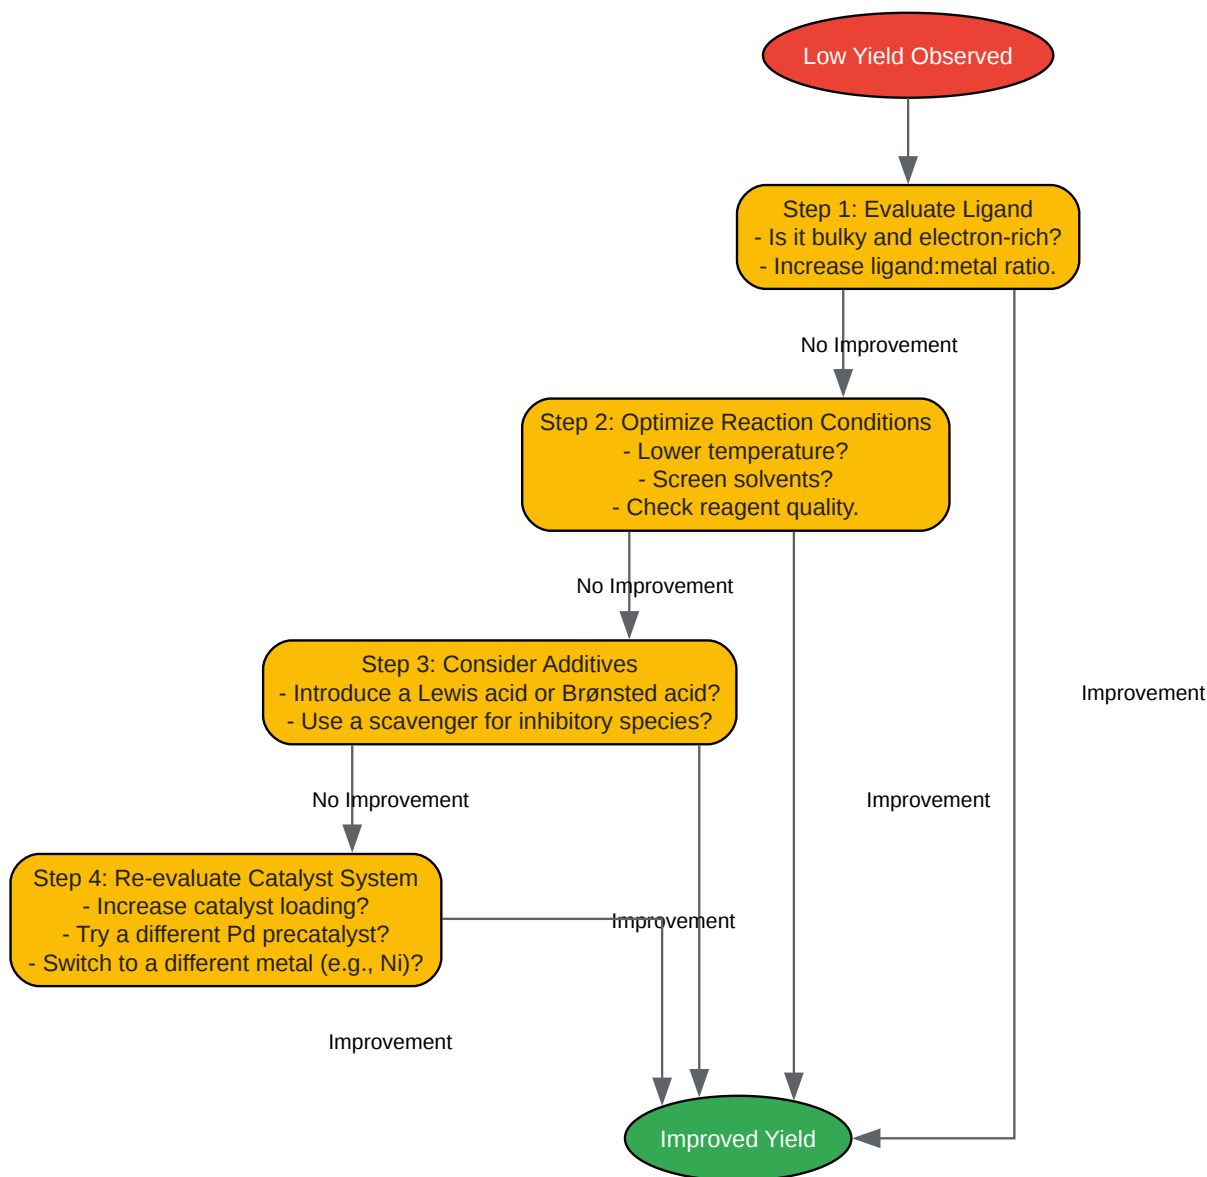 Low Yield Observed
Step 1: Evaluate Ligand
- Is it bulky and electron-rich?
- Increase ligand:metal ratio.
No Improvement
Step 2: Optimize Reaction Conditions
- Lower temperature?
- Screen solvents?
- Check reagent quality.
No Improvement
Step 3: Consider Additives
- Introduce a Lewis acid or Brønsted acid?
- Use a scavenger for inhibitory species?
Improvement
No Improvement
Improvement
Step 4: Re-evaluate Catalyst System
- Increase catalyst loading?
- Try a different Pd precatalyst?
- Switch to a different metal (e.g., Ni)?
Improvement
Improvement
Improved Yield